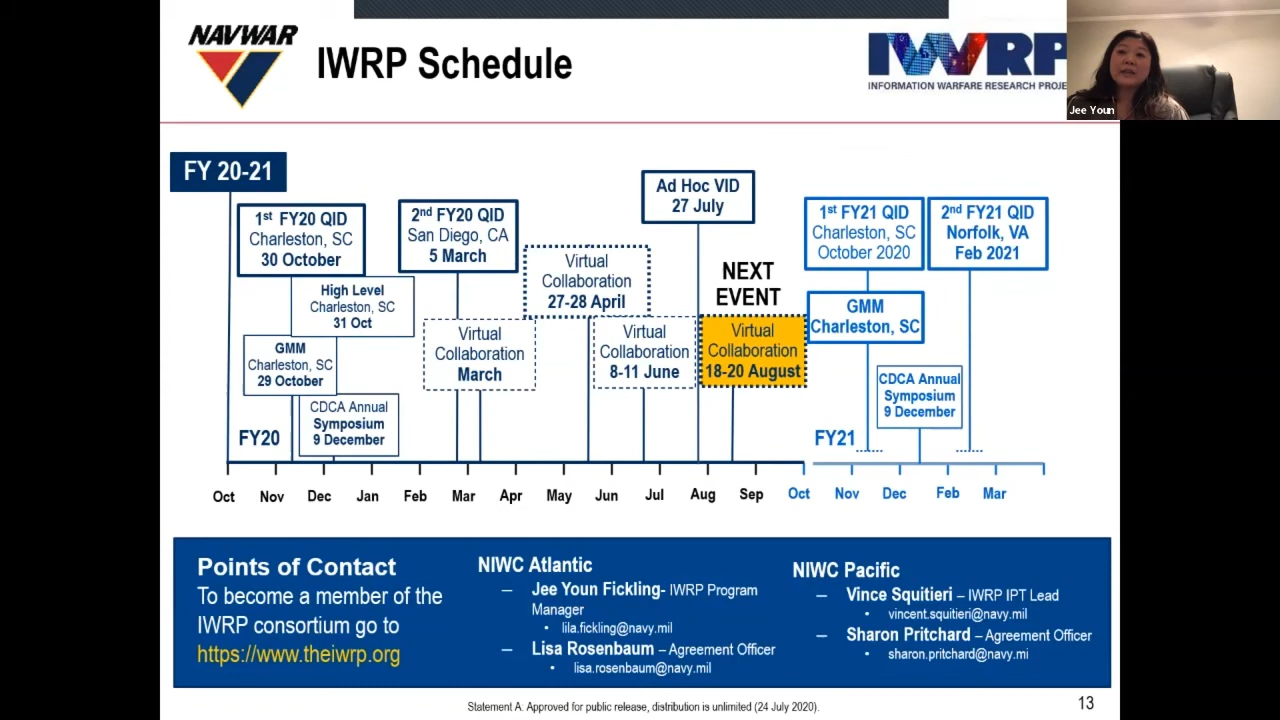 NAVWAR
IWRP Schedule
IWRP
INFORMATION WARFARE RESEARCH PROJE
Jee Youn
FY 20-21
1st FY20 QID
Charleston, SC
30 October
High Level
Charleston, SC
31 Oct
GMM
Charleston, SC
29 October
CDCA Annual
Symposium
9 December
FY20
2nd FY20 QID
San Diego, CA
5 March
Virtual
Collaboration
March
Virtual
Collaboration
27-28 April
Virtual
Collaboration
8-11 June
Ad Hoc VID
27 July
NEXT
EVENT
Virtual
Collaboration
18-20 August
1st FY21 QID
Charleston, SC
October 2020
GMM
Charleston, SC
2nd FY21 QID
Norfolk, VA
Feb 2021
CDCA Annual
Symposium
9 December
FY21
Oct Nov Dec Jan Feb Mar Apr May Jun Jul Aug Sep Oct Nov Dec Feb Mar
Points of Contact
To become a member of the
IWRP consortium go to
https://www.theiwrp.org
NIWC Atlantic
– Jee Youn Fickling- IWRP Program
Manager
• lila.fickling@navy.mil
– Lisa Rosenbaum – Agreement Officer
• lisa.rosenbaum@navy.mil
NIWC Pacific
– Vince Squitieri – IWRP IPT Lead
• vincent.squitieri@navy.mil
– Sharon Pritchard – Agreement Officer
• sharon.pritchard@navy.mi
Statement A. Approved for public release, distribution is unlimited (24 July 2020).
13